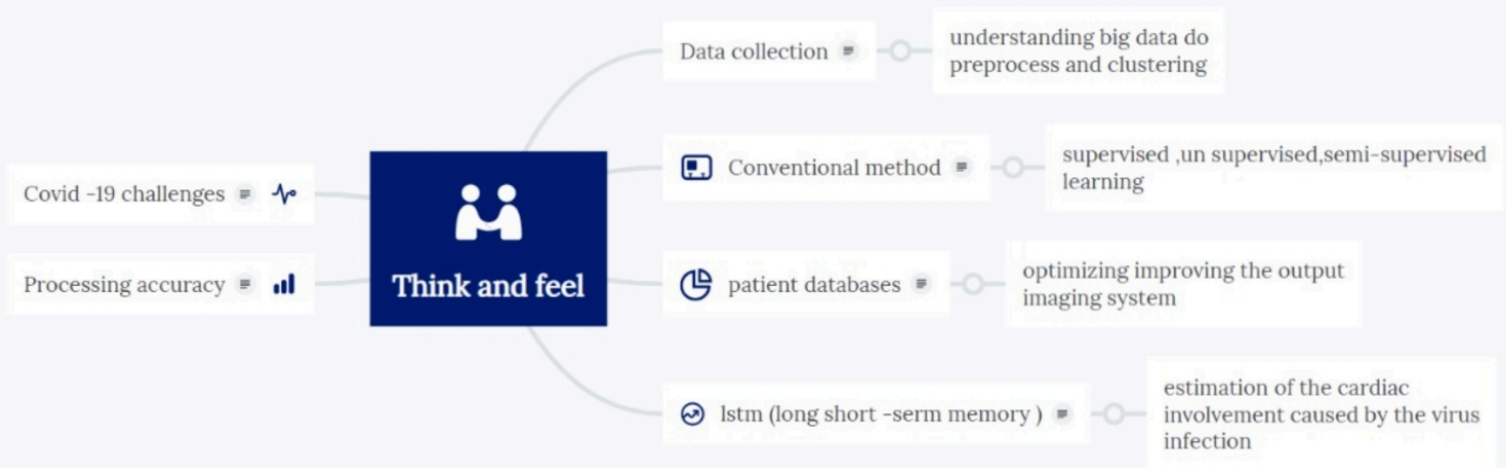 Data collection
understanding big data do
preprocess and clustering
Conventional method
supervised ,un supervised,semi-supervised
learning
Covid -19 challenges
Processing accuracy
Think and feel
patient databases
optimizing improving the output
imaging system
lstm (long short -serm memory )
estimation of the cardiac
involvement caused by the virus
infection